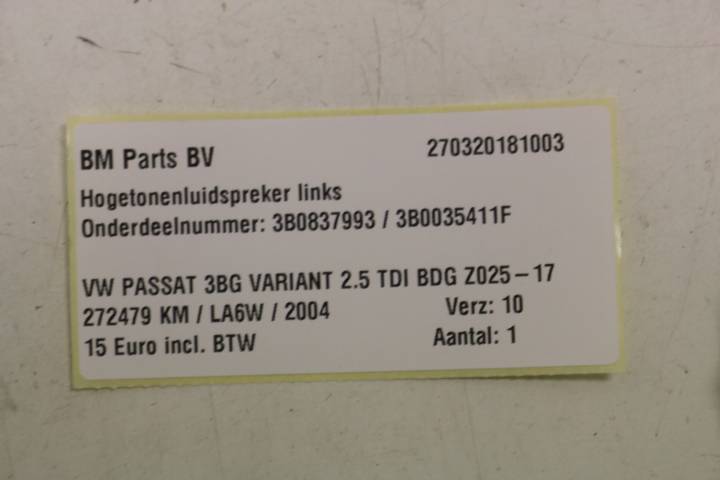 BM Parts BV 270320181003
Hogetonenluidspreker links
Onderdeelnummer: 3B0837993 / 3B0035411F
VW PASSAT 3BG VARIANT 2.5 TDI BDG Z025-17
272479 KM / LA6W / 2004 Verz: 10
15 Euro incl. BTW Aantal: 1